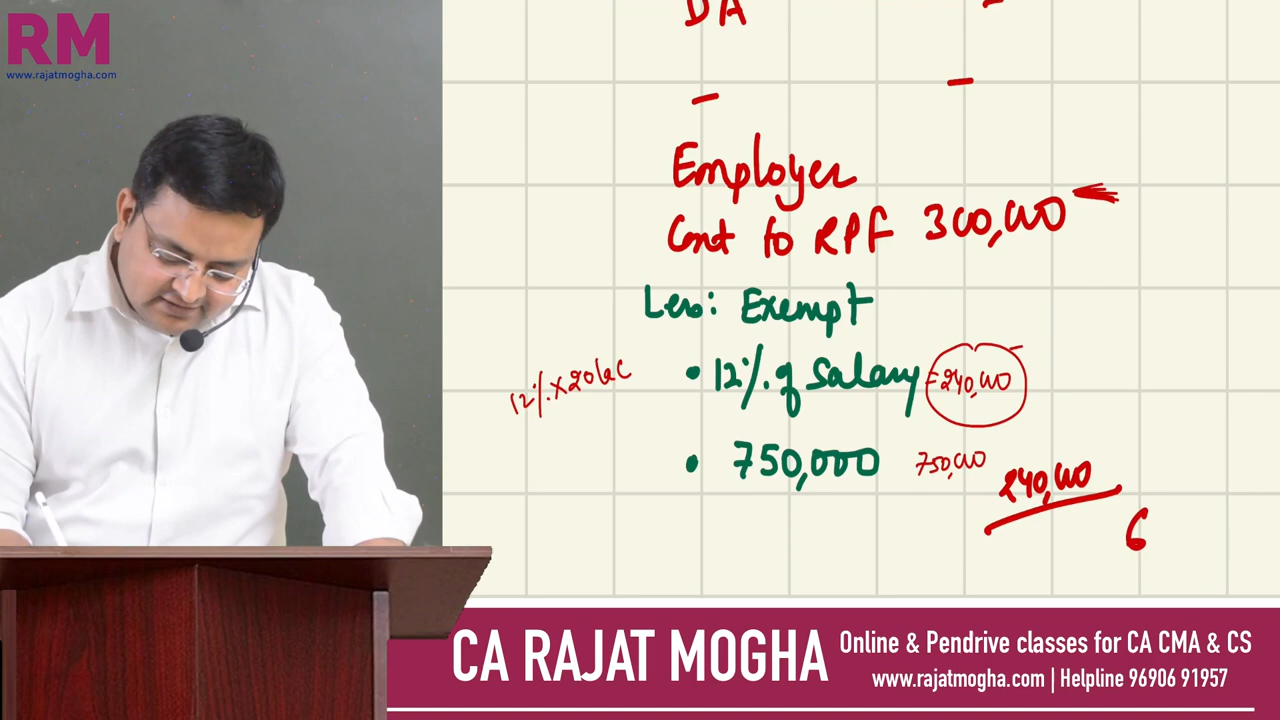 RM
www.rajatmogha.com
DA
Employer
Cont to RPF 300,000
Less: Exempt
12% x 20 lac
• 12% of Salary = 240,000
• 750,000 750,000
240,000
6
CA RAJAT MOGHA
Online & Pendrive classes for CA CMA & CS
www.rajatmogha.com | Helpline 96906 91957